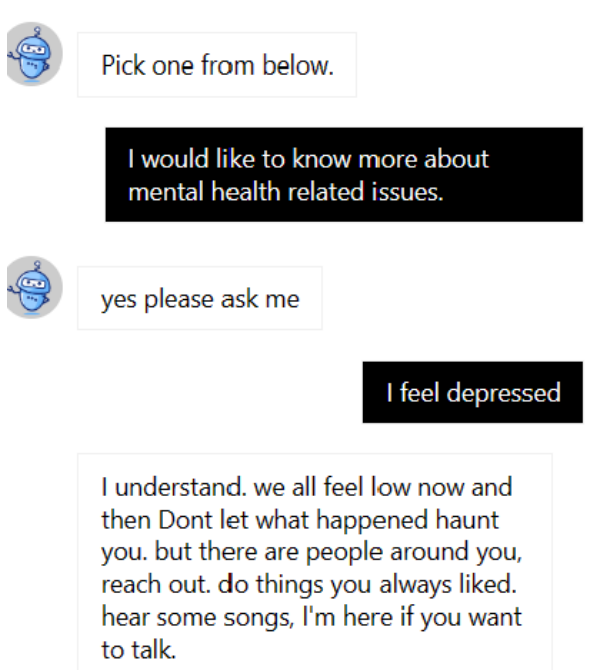 Pick one from below.
I would like to know more about
mental health related issues.
yes please ask me
I feel depressed
I understand. we all feel low now and
then Dont let what happened haunt
you. but there are people around you,
reach out. do things you always liked.
hear some songs, I'm here if you want
to talk.